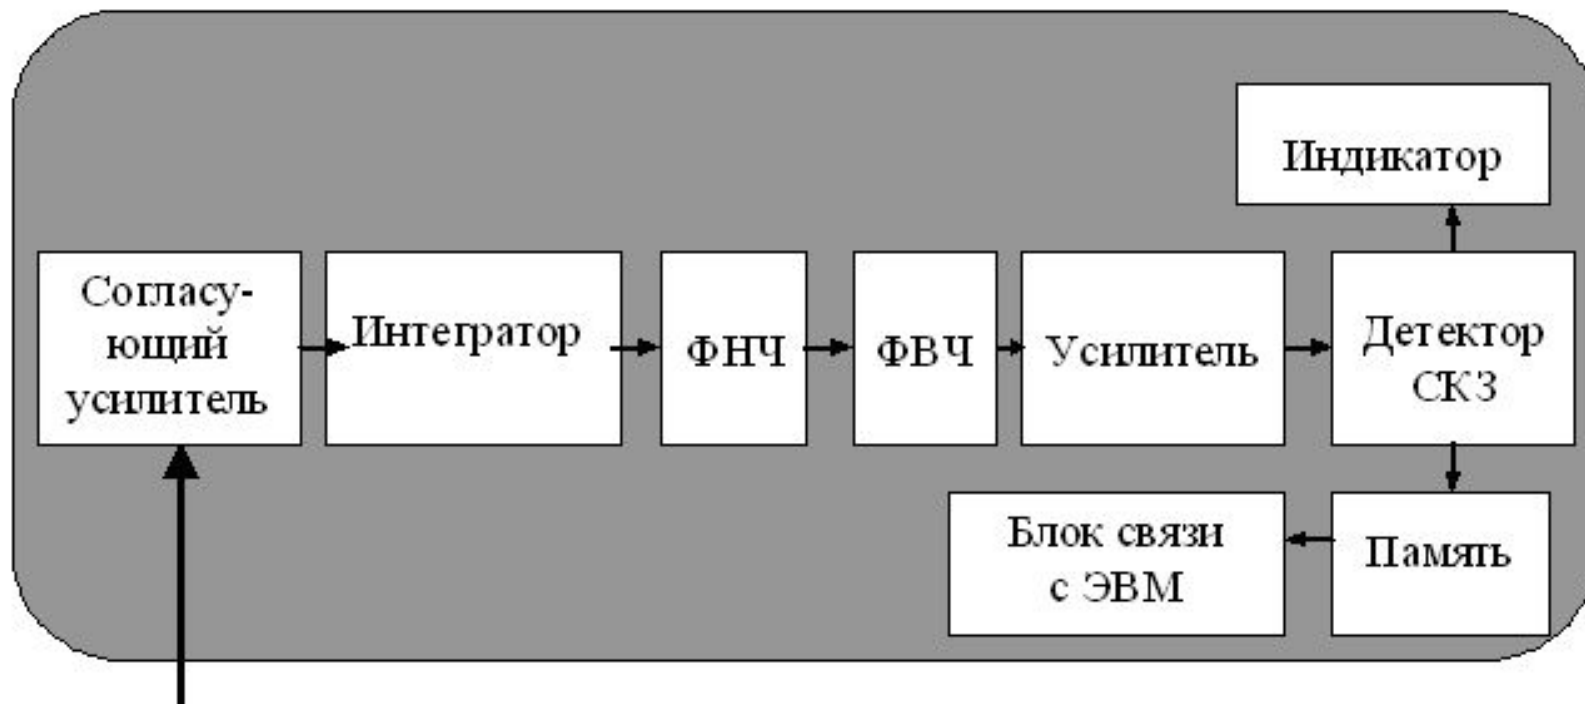 Индикатор
Согласу-
ющий
усилитель
Интегратор
ФНЧ
ФВЧ
Усилитель
Детектор
СКЗ
Блок связи
с ЭВМ
Память